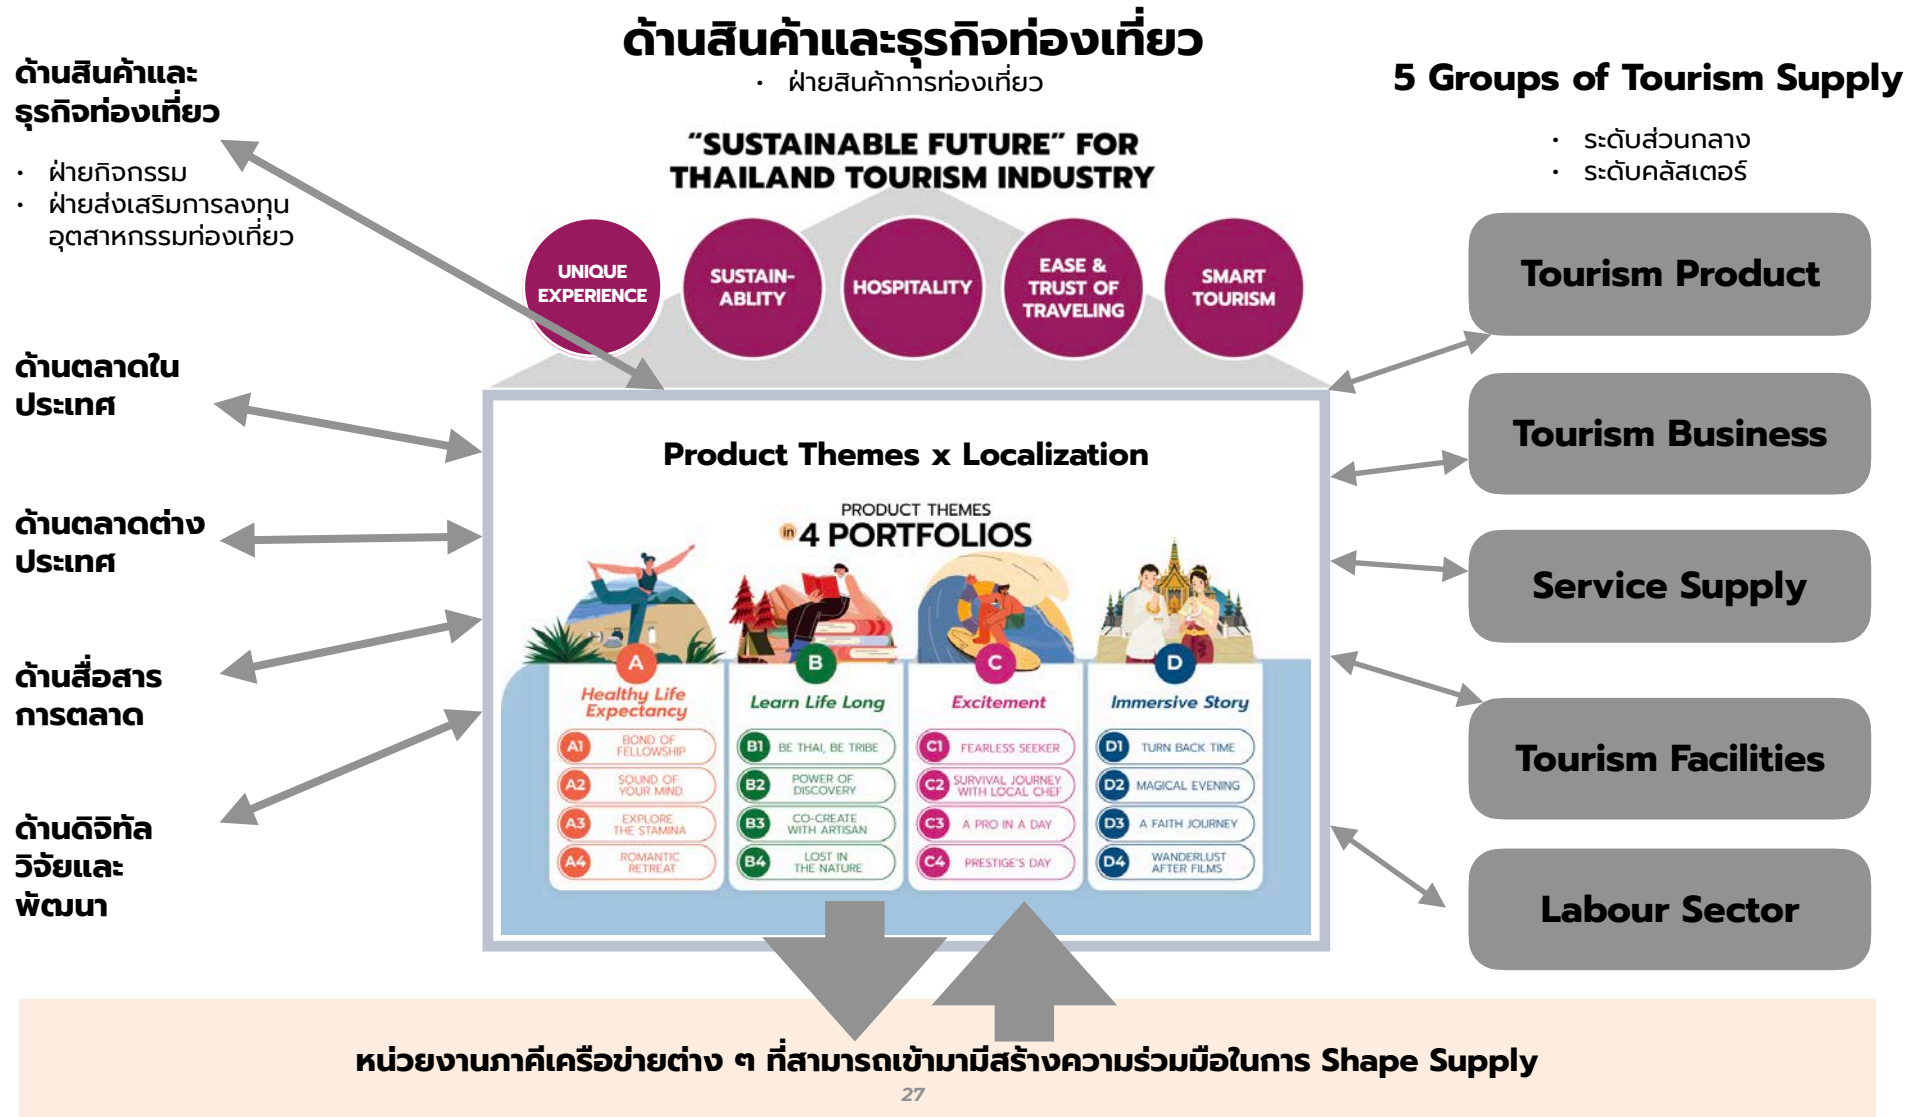 ด้านสินค้าและธุรกิจท่องเที่ยว
• ฝ่ายสินค้าการท่องเที่ยว
ด้านสินค้าและ
ธุรกิจท่องเที่ยว
• ฝ่ายกิจกรรม
• ฝ่ายส่งเสริมการลงทุน
อุตสาหกรรมท่องเที่ยว
ด้านตลาดใน
ประเทศ
ด้านตลาดต่าง
ประเทศ
ด้านสื่อสาร
การตลาด
ด้านดิจิทัล
วิจัยและ
พัฒนา
"SUSTAINABLE FUTURE" FOR
THAILAND TOURISM INDUSTRY
UNIQUE
EXPERIENCE
SUSTAIN-
ABLITY
HOSPITALITY
EASE &
TRUST OF
TRAVELING
SMART
TOURISM
Product Themes x Localization
PRODUCT THEMES
in 4 PORTFOLIOS
A
Healthy Life
Expectancy
A1 BOND OF
FELLOWSHIP
A2 SOUND OF
YOUR MIND
A3 EXPLORE
THE STAMINA
A4 ROMANTIC
RETREAT
B
Learn Life Long
B1 BE THAI, BE TRIBE
B2 POWER OF
DISCOVERY
B3 CO-CREATE
WITH ARTISAN
B4 LOST IN
THE NATURE
C
Excitement
C1 FEARLESS SEEKER
C2 SURVIVAL JOURNEY
WITH LOCAL CHEF
C3 A PRO IN A DAY
C4 PRESTIGE'S DAY
D
Immersive Story
D1 TURN BACK TIME
D2 MAGICAL EVENING
D3 A FAITH JOURNEY
D4 WANDERLUST
AFTER FILMS
5 Groups of Tourism Supply
• ระดับส่วนกลาง
• ระดับคลัสเตอร์
Tourism Product
Tourism Business
Service Supply
Tourism Facilities
Labour Sector
หน่วยงานภาคีเครือข่ายต่าง ๆ ที่สามารถเข้ามามีสร้างความร่วมมือในการ Shape Supply
27